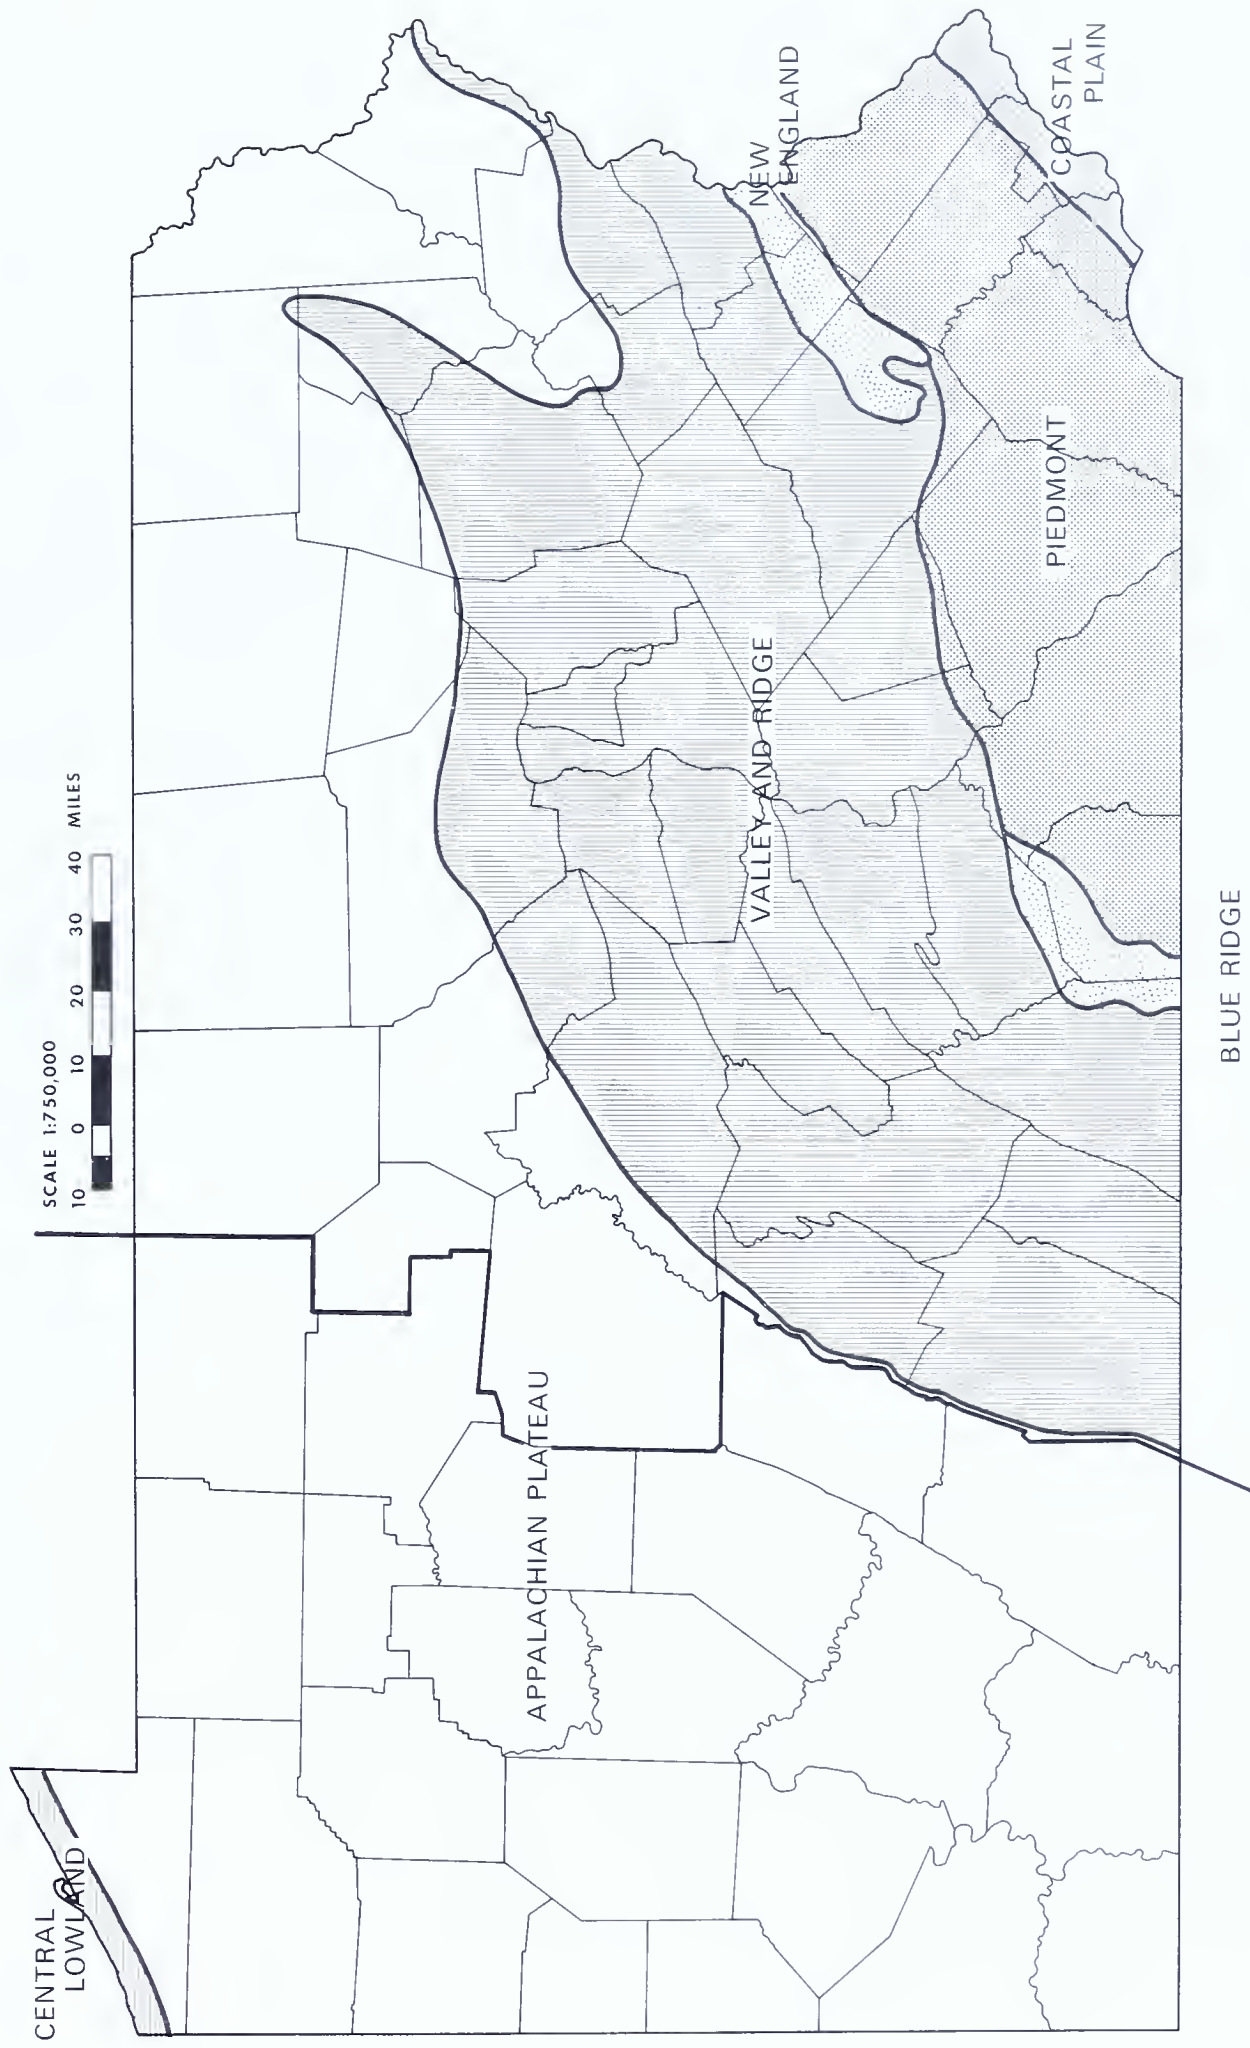 CENTRAL
LOWLAND
SCALE 1:750,000
10 0 10 20 30 40 MILES
APPALACHIAN PLATEAU
VALLEY AND RIDGE
NEW
ENGLAND
PIEDMONT
COASTAL
PLAIN
BLUE RIDGE